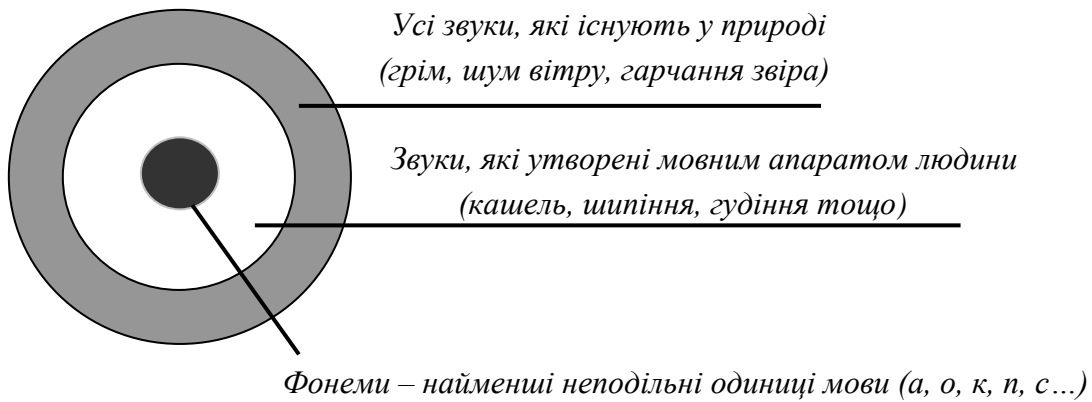 Усі звуки, які існують у природі
(грім, шум вітру, гарчання звіра)
Звуки, які утворені мовним апаратом людини
(кашель, шипіння, гудіння тощо)
Фонеми – найменші неподільні одиниці мови (а, о, к, п, с…)